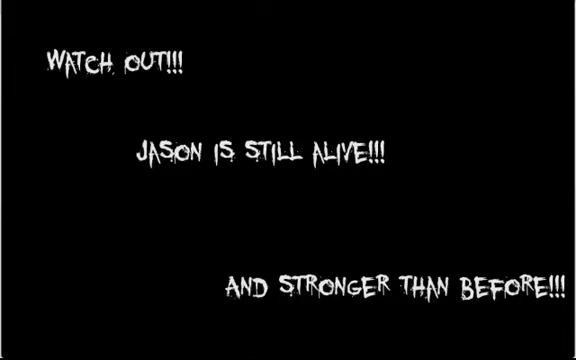 WATCH OUT!!!
JASON IS STILL ALIVE!!!
AND STRONGER THAN BEFORE!!!